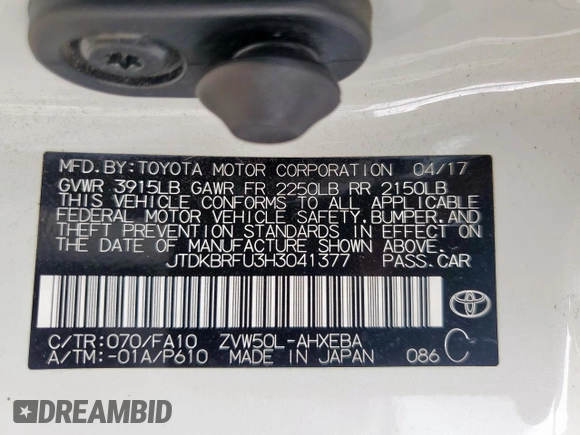 MFD.BY:TOYOTA MOTOR CORPORATION 04/17
GVWR 3915LB GAWR FR 2250LB RR 2150LB
THIS VEHICLE CONFORMS TO ALL APPLICABLE
FEDERAL MOTOR VEHICLE SAFETY,BUMPER,AND
THEFT PREVENTION STANDARDS IN EFFECT ON
THE DATE OF MANUFACTURE SHOWN ABOVE.
JTDKBRFU3H3041377 PASS.CAR
TOYOTA
C/TR:070/FA10 ZVW50L-AHXEBA
A/TM:-01A/P610 MADE IN JAPAN 086 C
DREAMBID